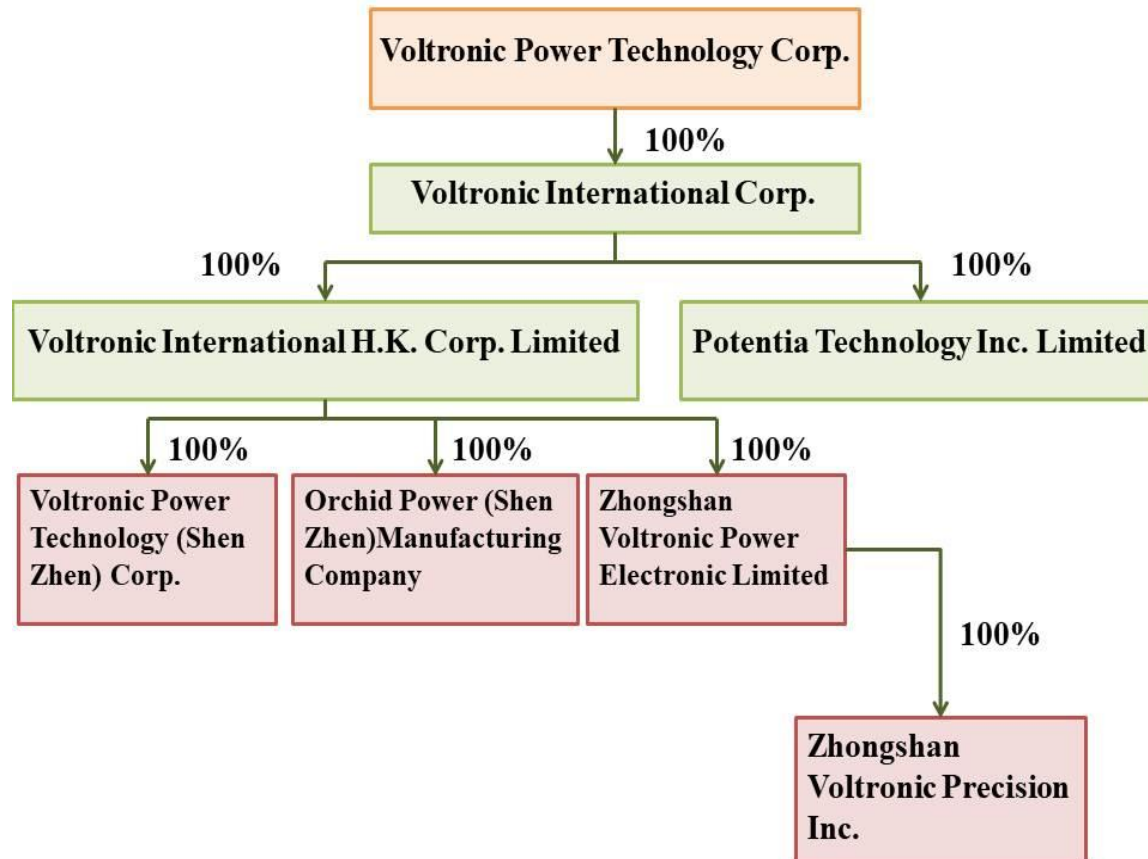 Voltronic Power Technology Corp.
100%
Voltronic International Corp.
100%
100%
Voltronic International H.K. Corp. Limited
Potentia Technology Inc. Limited
100%
100%
100%
Voltronic Power
Technology (Shen
Zhen) Corp.
Orchid Power (Shen
Zhen)Manufacturing
Company
Zhongshan
Voltronic Power
Electronic Limited
100%
Zhongshan
Voltronic Precision
Inc.